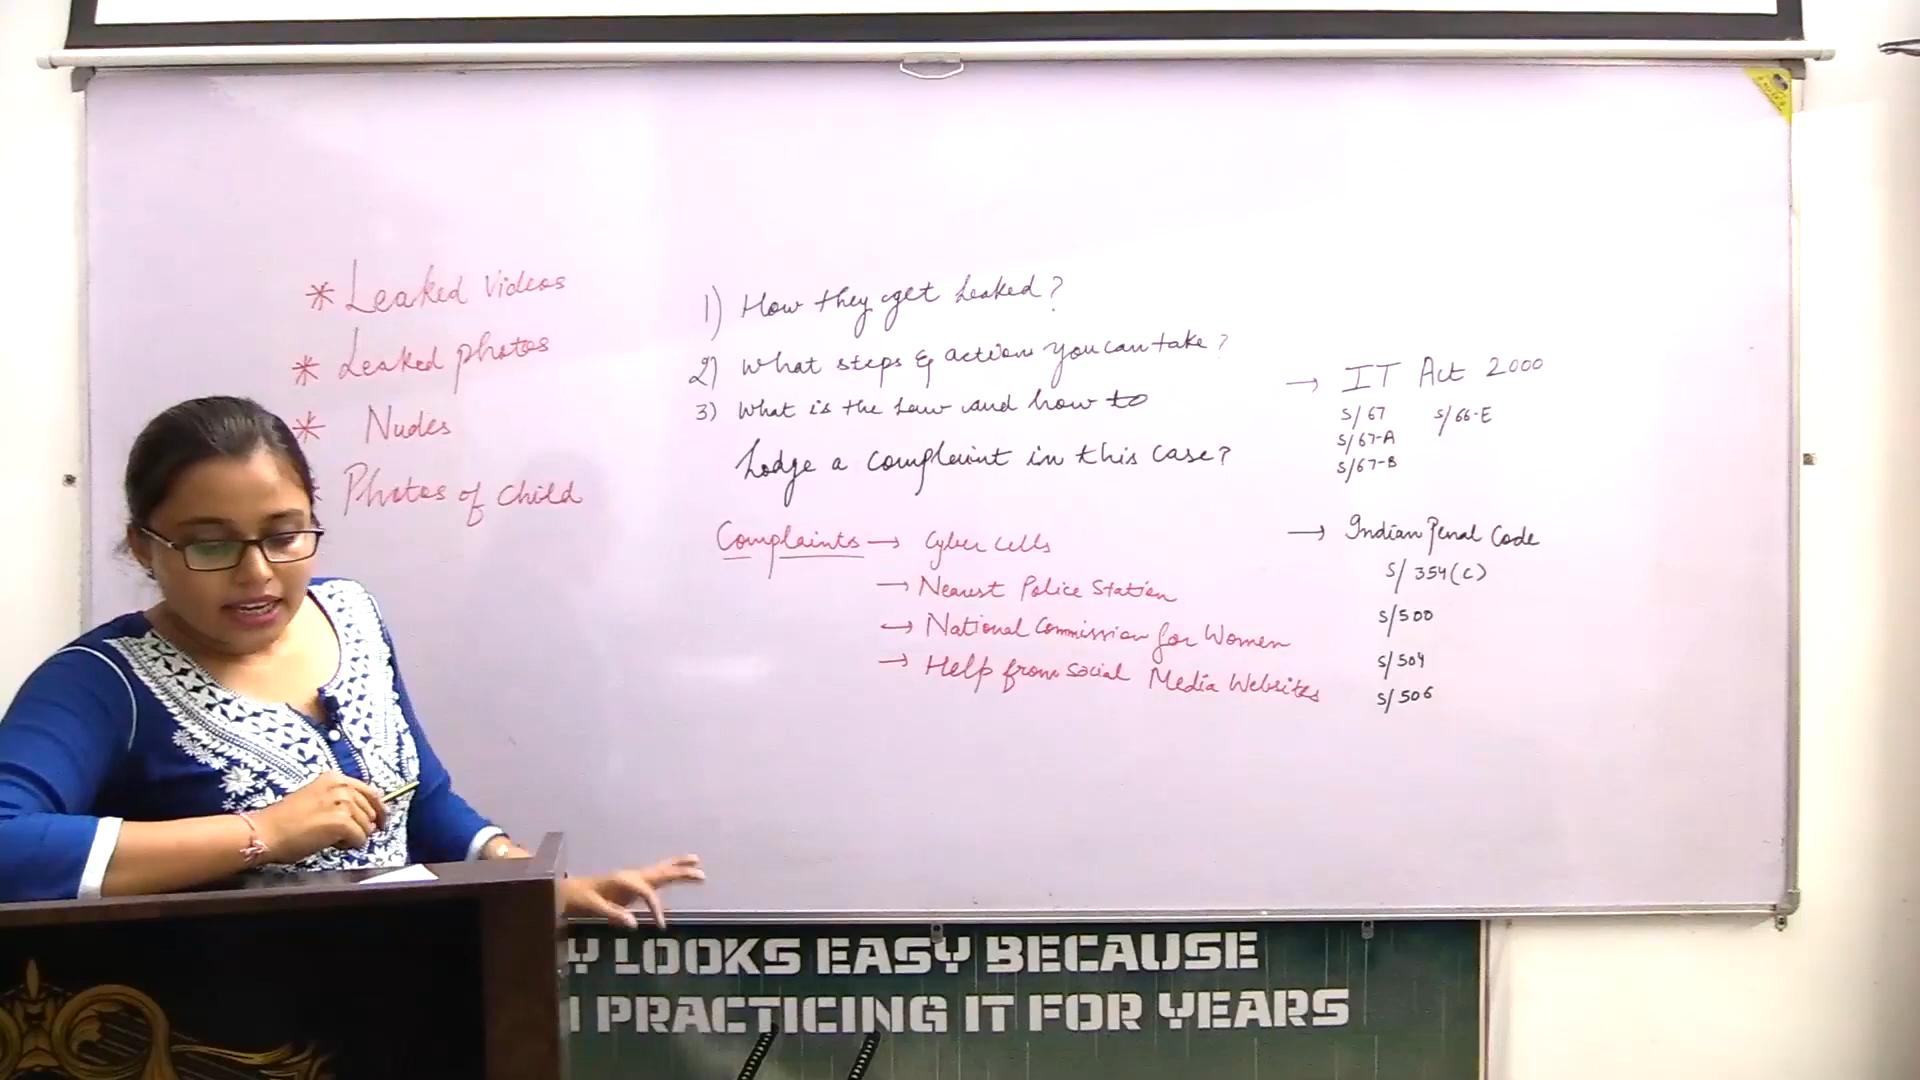 * Leaked Videos
* Leaked photos
* Nudes
* Photos of child
1) How they get leaked?
2) What steps & action you can take?
3) What is the law and how to
Lodge a complaint in this case?
Complaints → Cyber cells
→ Nearest Police Station
→ National Commission for Women
→ Help from social Media Websites
→ IT Act 2000
S/67 S/66-E
S/67-A
S/67-B
→ Indian Penal Code
S/354(C)
S/500
S/504
S/506
Y LOOKS EASY BECAUSE
PRACTICING IT FOR YEARS